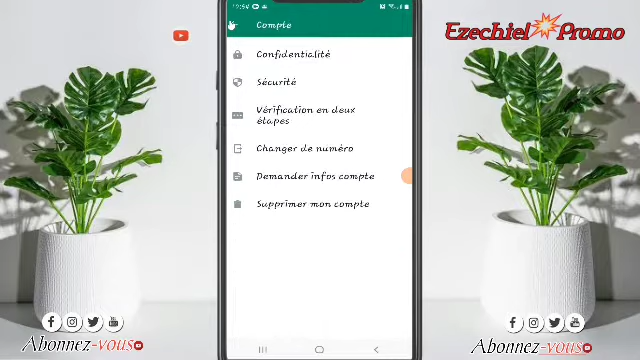 Ezechiel Promo
Compte
Confidentialité
Sécurité
Vérification en deux
étapes
Changer de numéro
Demander infos compte
Supprimer mon compte
Abonnez-vous
Abonnez-vous